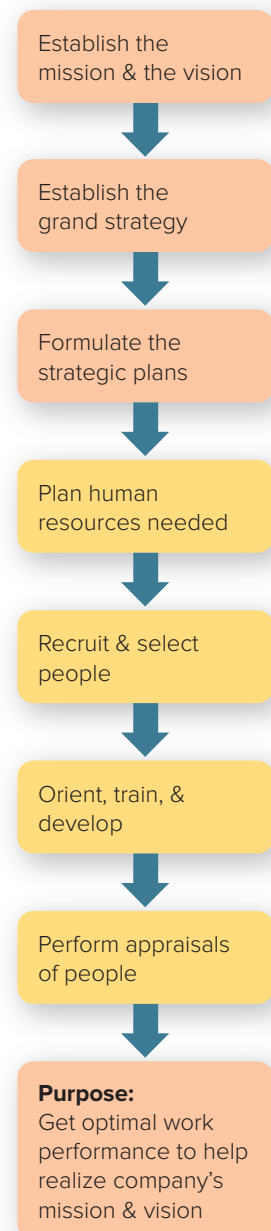 Establish the
mission & the vision
Establish the
grand strategy
Formulate the
strategic plans
Plan human
resources needed
Recruit & select
people
Orient, train, &
develop
Perform appraisals
of people
Purpose:
Get optimal work
performance to help
realize company’s
mission & vision